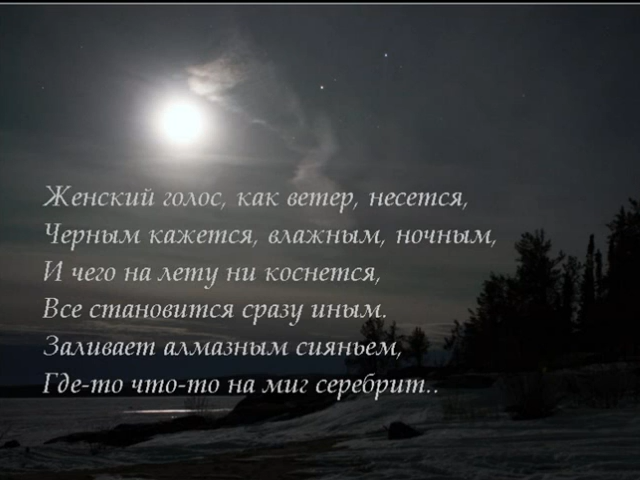 Женский голос, как ветер, несется,
Черным кажется, влажным, ночным,
И чего на лету ни коснется,
Все становится сразу иным.
Заливает алмазным сияньем,
Где-то что-то на миг серебрит..